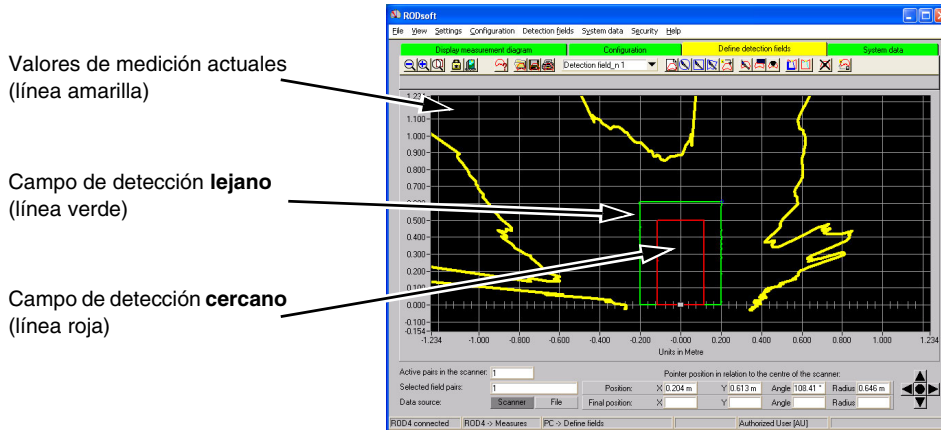 Valores de medición actuales
(línea amarilla)
Campo de detección lejano
(línea verde)
Campo de detección cercano
(línea roja)
RODsoft
File View Settings Configuration Detection fields System data Security Help
Display measurement diagram Configuration Define detection fields System data
Detection field_n 1
1.100
1.000
0.900
0.800
0.500
0.400
0.300
0.200
0.100
0.000
-0.100
-0.154
-1.234 -1.000 -0.800 -0.600 -0.400 -0.200 -0.000 0.200 0.400 0.600 0.800 1.000 1.234
Units in Metre
Active pairs in the scanner: 1 Pointer position in relation to the centre of the scanner:
Selected field pairs: 1 Position: X 0.204 m Y 0.613 m Angle 108.41 ° Radius 0.646 m
Data source: Scanner File Final position: X Y Angle Radius
ROD4 connected ROD4 -> Measures PC -> Define fields Authorized User [AU]